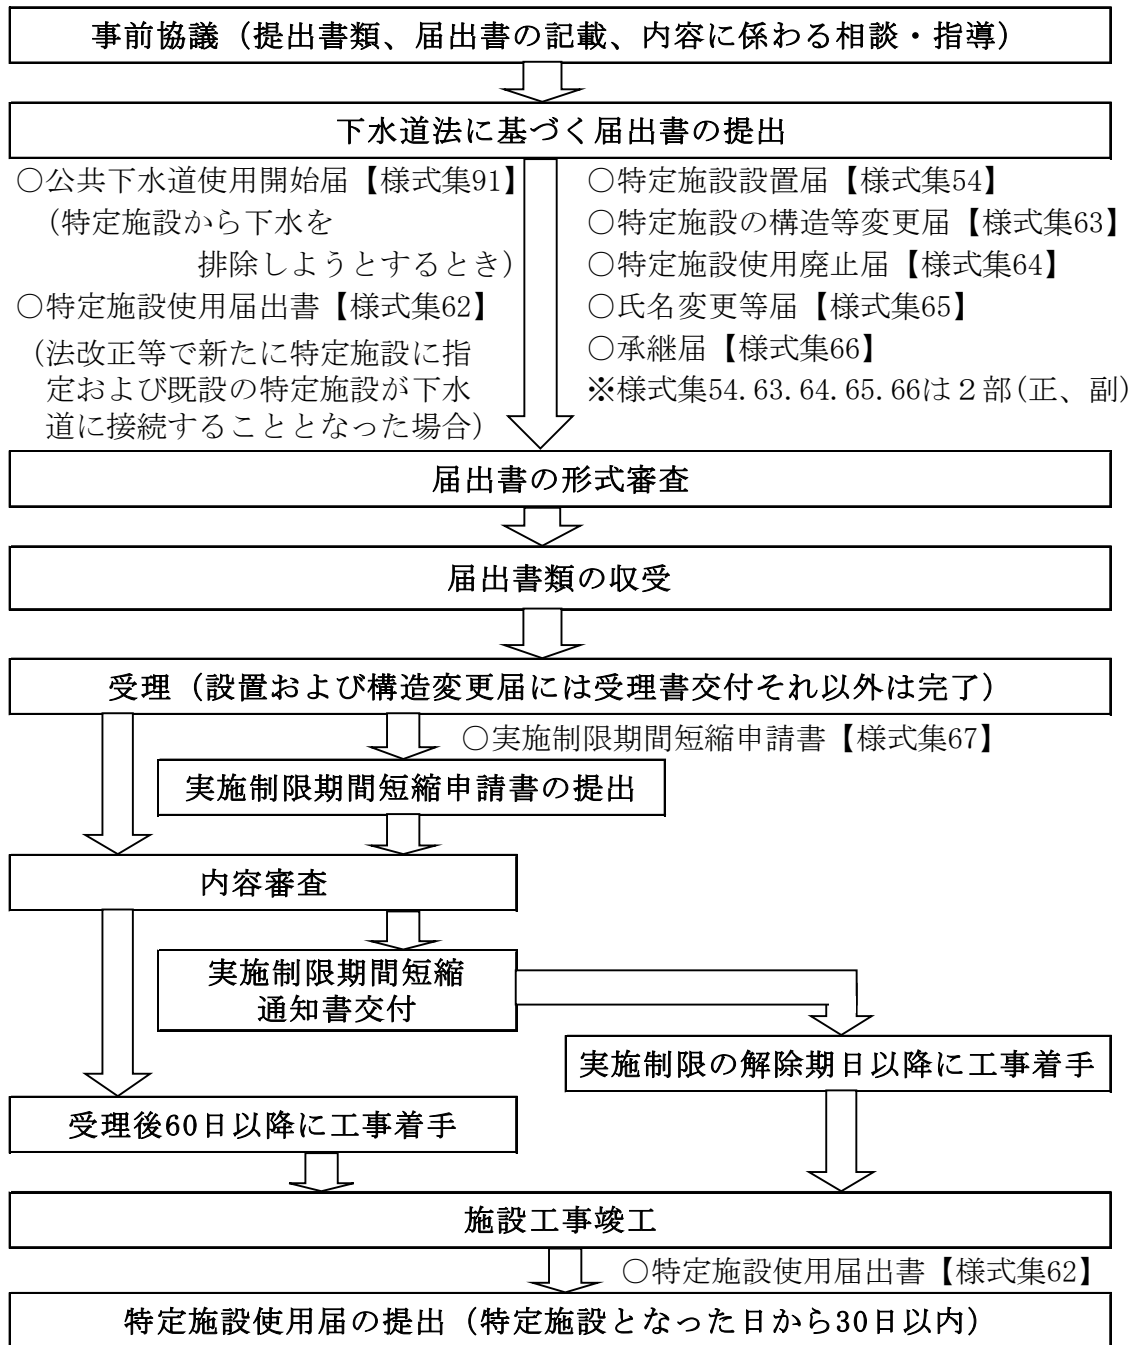 事前協議（提出書類、届出書の記載、内容に係わる相談・指導）
下水道法に基づく届出書の提出
○公共下水道使用開始届【様式集91】
（特定施設から下水を
排除しようとするとき）
○特定施設使用届出書【様式集62】
（法改正等で新たに特定施設に指
定および既設の特定施設が下水
道に接続することとなった場合）
○特定施設設置届【様式集54】
○特定施設の構造等変更届【様式集63】
○特定施設使用廃止届【様式集64】
○氏名変更等届【様式集65】
○承継届【様式集66】
※様式集54.63.64.65.66は２部(正、副)
届出書の形式審査
届出書類の収受
受理（設置および構造変更届には受理書交付それ以外は完了）
○実施制限期間短縮申請書【様式集67】
実施制限期間短縮申請書の提出
内容審査
実施制限期間短縮
通知書交付
実施制限の解除期日以降に工事着手
受理後60日以降に工事着手
施設工事竣工
○特定施設使用届出書【様式集62】
特定施設使用届の提出（特定施設となった日から30日以内）